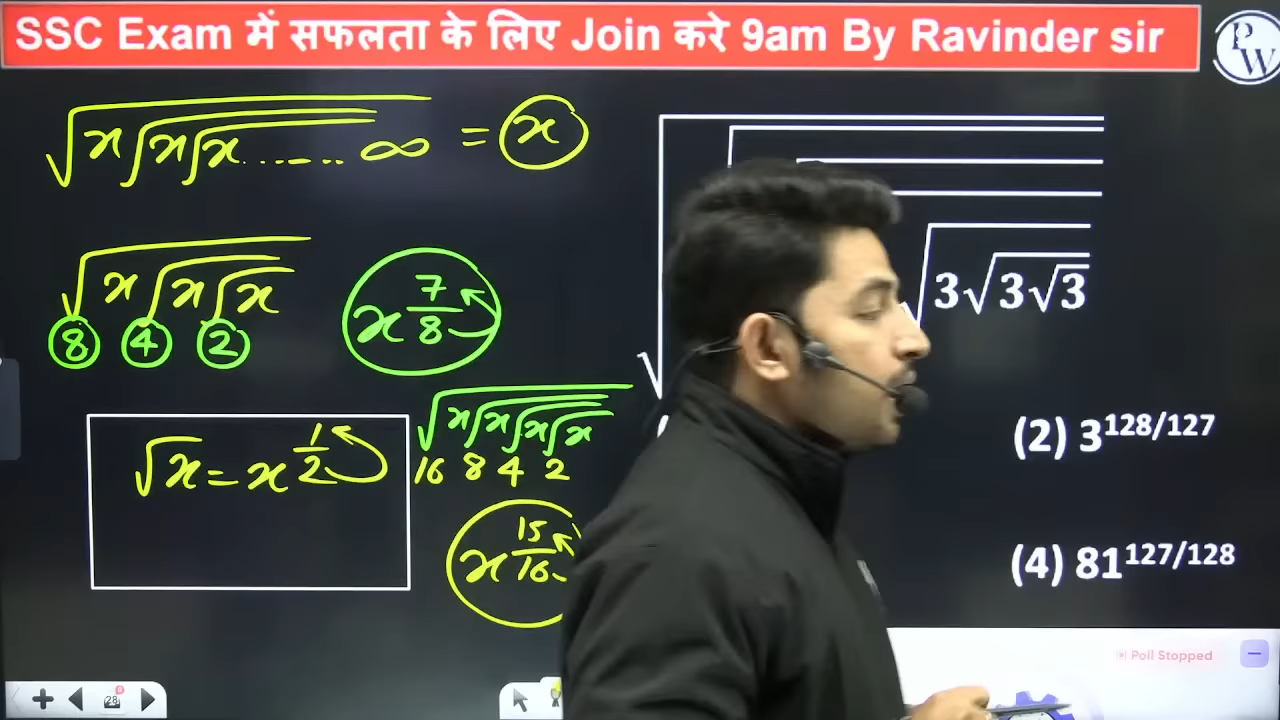 SSC Exam में सफलता के लिए Join करे 9am By Ravinder sir
PW
√x√x√x...... ∞ = x
√x√x√x
8 4 2
x^7/8
√x = x^1/2
√x√x√x√x
16 8 4 2
x^15/16
√3√3√3
(2) 3^128/127
(4) 81^127/128
Poll Stopped
28